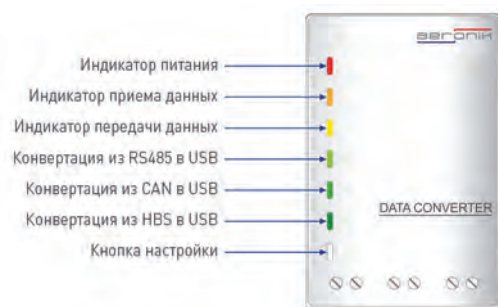 aeronik
Индикатор питания
Индикатор приема данных
Индикатор передачи данных
Конвертация из RS485 в USB
Конвертация из CAN в USB
Конвертация из HBS в USB
Кнопка настройки
DATA CONVERTER